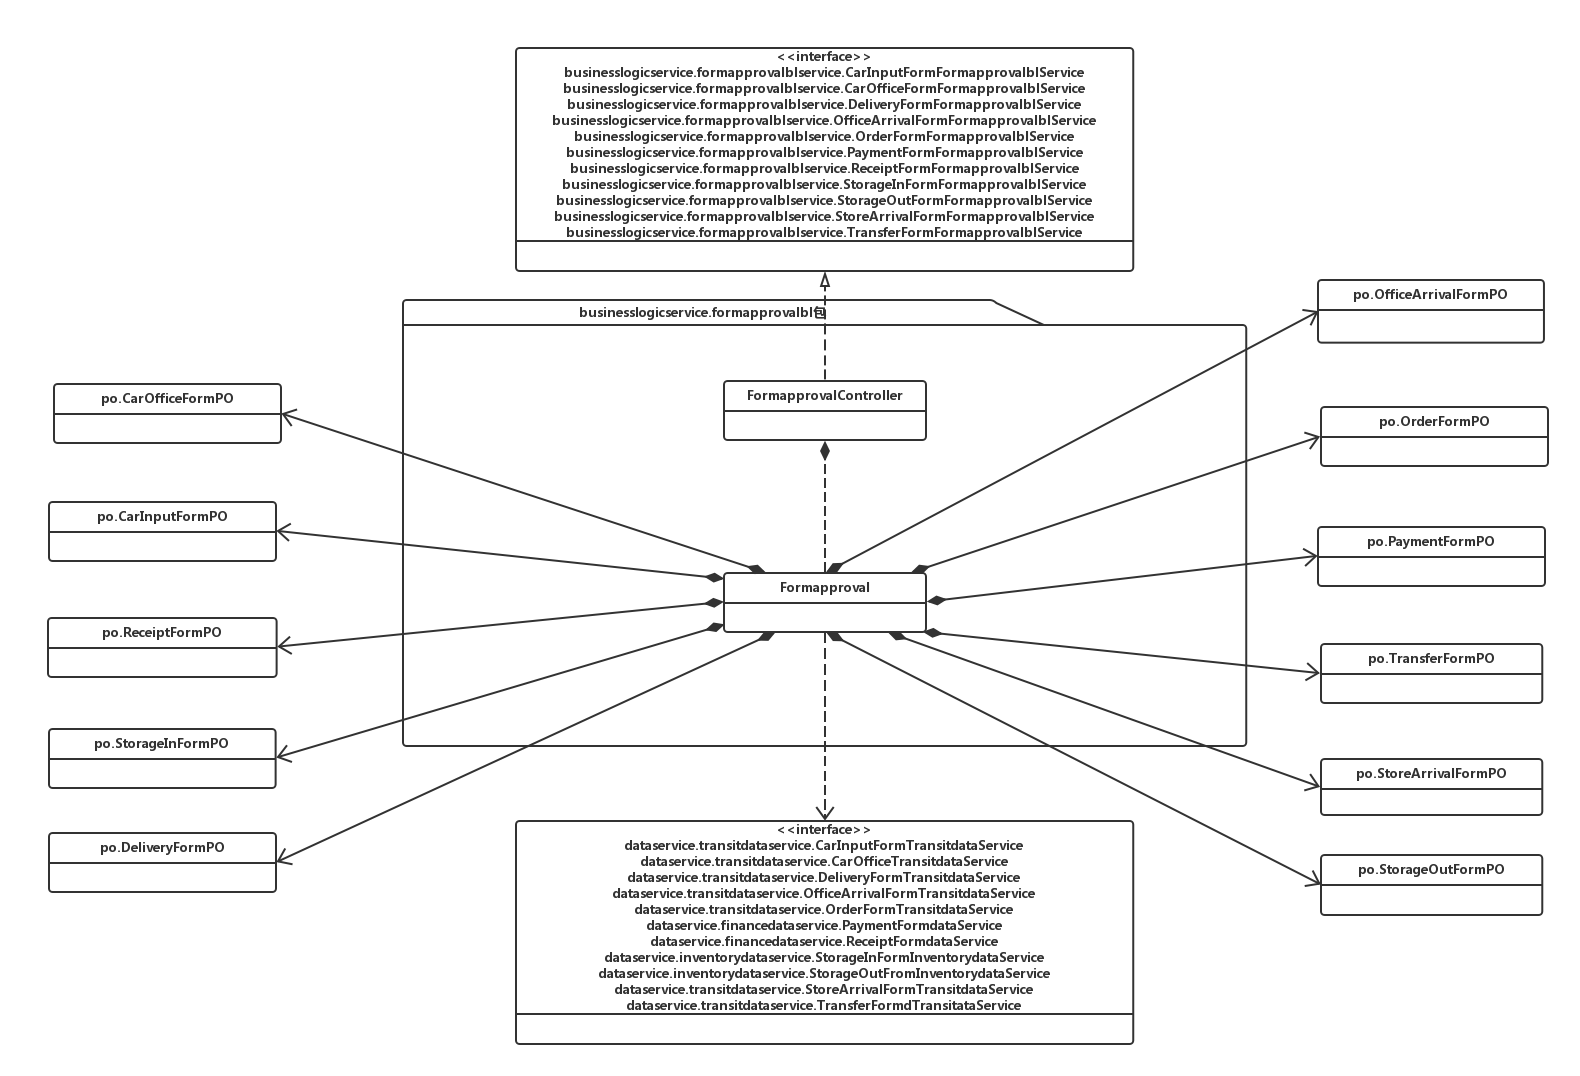 <<interface>>
businesslogicservice.formapprovalblservice.CarInputFormFormapprovalblService
businesslogicservice.formapprovalblservice.CarOfficeFormFormapprovalblService
businesslogicservice.formapprovalblservice.DeliveryFormFormapprovalblService
businesslogicservice.formapprovalblservice.OfficeArrivalFormFormapprovalblService
businesslogicservice.formapprovalblservice.OrderFormFormapprovalblService
businesslogicservice.formapprovalblservice.PaymentFormFormapprovalblService
businesslogicservice.formapprovalblservice.ReceiptFormFormapprovalblService
businesslogicservice.formapprovalblservice.StorageInFormFormapprovalblService
businesslogicservice.formapprovalblservice.StorageOutFormFormapprovalblService
businesslogicservice.formapprovalblservice.StoreArrivalFormFormapprovalblService
businesslogicservice.formapprovalblservice.TransferFormFormapprovalblService
businesslogicservice.formapprovalbl包
FormapprovalController
Formapproval
po.CarOfficeFormPO
po.CarInputFormPO
po.ReceiptFormPO
po.StorageInFormPO
po.DeliveryFormPO
po.OfficeArrivalFormPO
po.OrderFormPO
po.PaymentFormPO
po.TransferFormPO
po.StoreArrivalFormPO
po.StorageOutFormPO
<<interface>>
dataservice.transitdataservice.CarInputFormTransitdataService
dataservice.transitdataservice.CarOfficeTransitdataService
dataservice.transitdataservice.DeliveryFormTransitdataService
dataservice.transitdataservice.OfficeArrivalFormTransitdataService
dataservice.transitdataservice.OrderFormTransitdataService
dataservice.financedataservice.PaymentFormdataService
dataservice.financedataservice.ReceiptFormdataService
dataservice.inventorydataservice.StorageInFormInventorydataService
dataservice.inventorydataservice.StorageOutFromInventorydataService
dataservice.transitdataservice.StoreArrivalFormTransitdataService
dataservice.transitdataservice.TransferFormdTransitataService